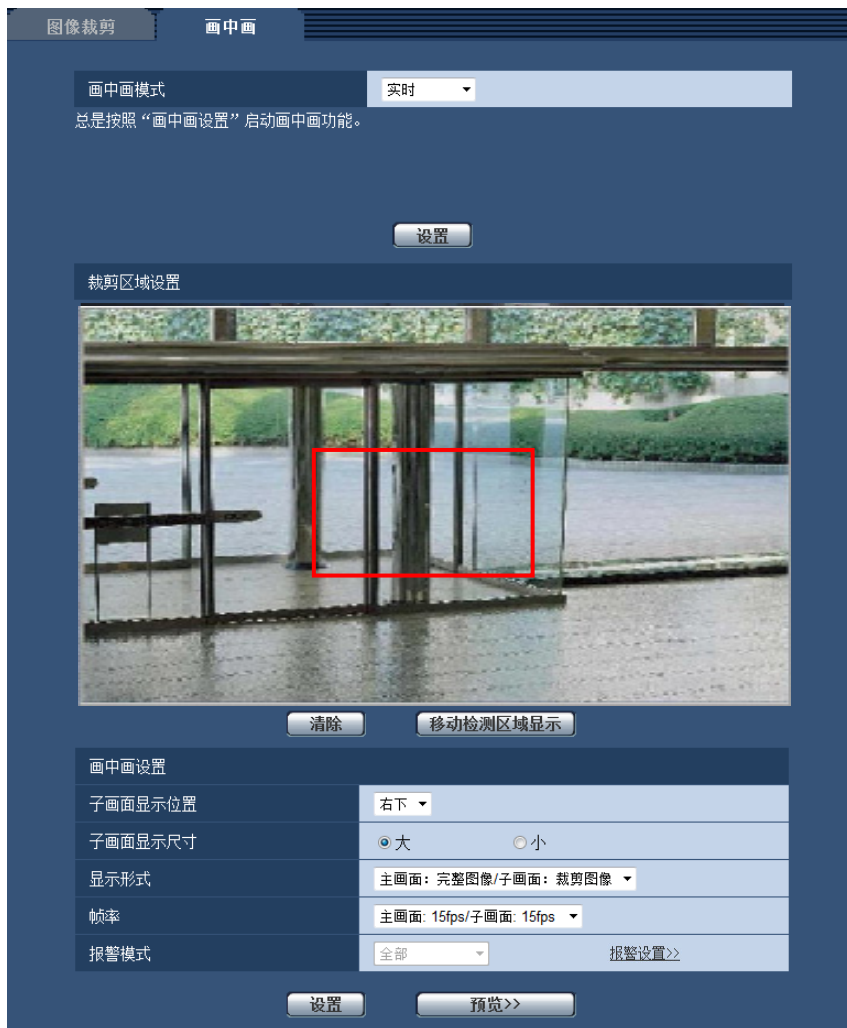 图像裁剪 画中画
画中画模式 实时
总是按照“画中画设置”启动画中画功能。
设置
裁剪区域设置
清除 移动检测区域显示
画中画设置
子画面显示位置 右下
子画面显示尺寸 大 小
显示形式 主画面：完整图像/子画面：裁剪图像
帧率 主画面: 15fps/子画面: 15fps
报警模式 全部 报警设置>>
设置 预览>>